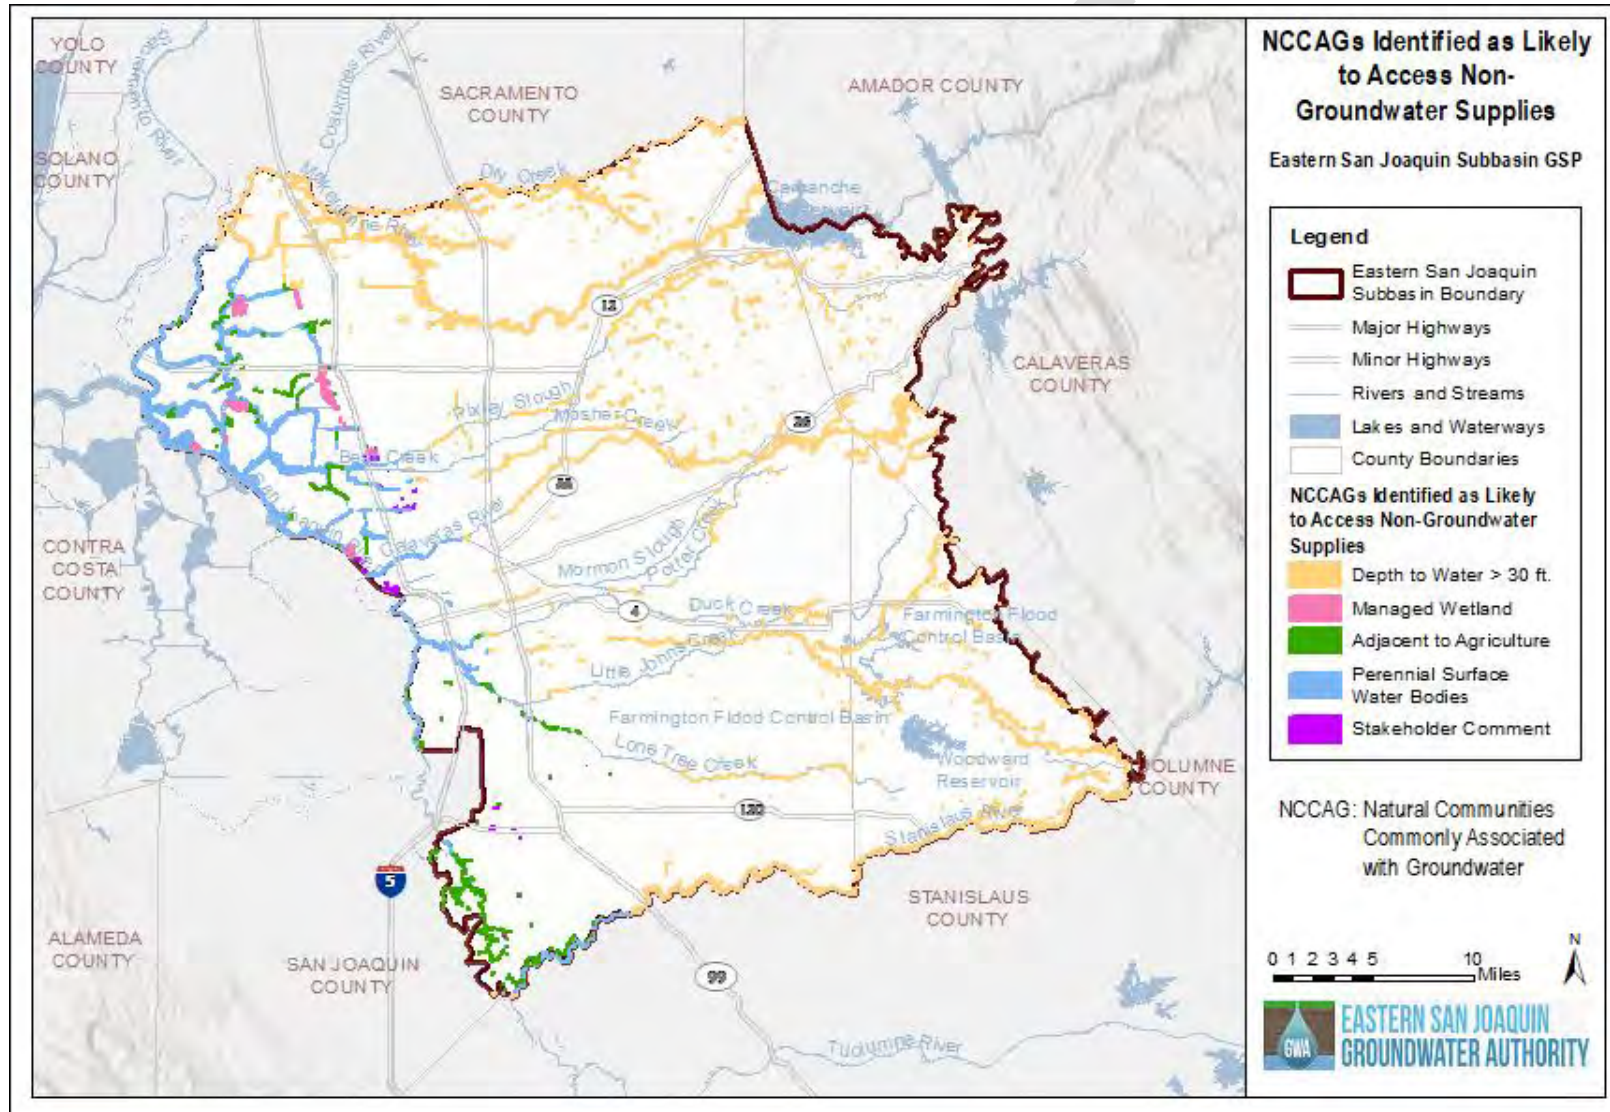 NCCAGs Identified as Likely
to Access Non-
Groundwater Supplies
Eastern San Joaquin Subbasin GSP
Legend
Eastern San Joaquin
Subbasin Boundary
Major Highways
Minor Highways
Rivers and Streams
Lakes and Waterways
County Boundaries
NCCAGs Identified as Likely
to Access Non-Groundwater
Supplies
Depth to Water > 30 ft.
Managed Wetland
Adjacent to Agriculture
Perennial Surface
Water Bodies
Stakeholder Comment
NCCAG: Natural Communities
Commonly Associated
with Groundwater
N
0 1 2 3 4 5 10
Miles
GWA
EASTERN SAN JOAQUIN
GROUNDWATER AUTHORITY
YOLO
COUNTY
Sacramento River
Cosumnes River
SACRAMENTO
COUNTY
AMADOR COUNTY
SOLANO
COUNTY
Dry Creek
Mokelumne River
Camanche
Reservoir
12
CALAVERAS
COUNTY
Pixley Slough
Mosher Creek
26
Bear Creek
San Joaquin River
Calaveras River
CONTRA
COSTA
COUNTY
Mormon Slough
Potter Creek
4
Duck Creek
Farmington Flood
Control Basin
Little Johns Creek
Farmington Flood Control Basin
Lone Tree Creek
Woodward
Reservoir
TUOLUMNE
COUNTY
120
Stanislaus River
5
STANISLAUS
COUNTY
ALAMEDA
COUNTY
SAN JOAQUIN
COUNTY
99
Tuolumne River